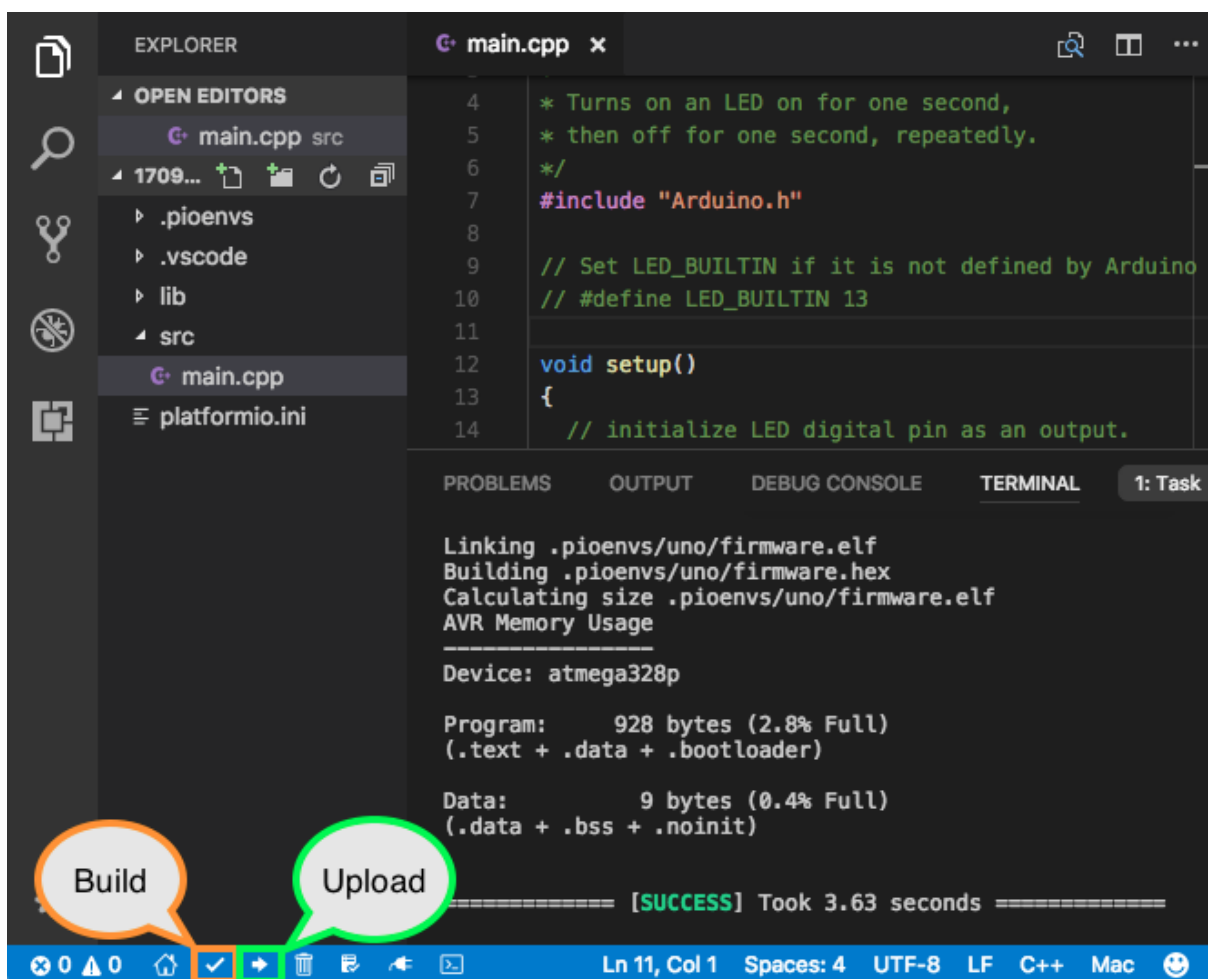 EXPLORER
OPEN EDITORS
main.cpp src
1709...
.pioenvs
.vscode
lib
src
main.cpp
platformio.ini
main.cpp ×
4 * Turns on an LED on for one second,
5 * then off for one second, repeatedly.
6 */
7 #include "Arduino.h"
8
9 // Set LED_BUILTIN if it is not defined by Arduino
10 // #define LED_BUILTIN 13
11
12 void setup()
13 {
14 // initialize LED digital pin as an output.
PROBLEMS OUTPUT DEBUG CONSOLE TERMINAL 1: Task
Linking .pioenvs/uno/firmware.elf
Building .pioenvs/uno/firmware.hex
Calculating size .pioenvs/uno/firmware.elf
AVR Memory Usage
----------------
Device: atmega328p
Program: 928 bytes (2.8% Full)
(.text + .data + .bootloader)
Data: 9 bytes (0.4% Full)
(.data + .bss + .noinit)
============= [SUCCESS] Took 3.63 seconds =============
Build
Upload
0 0 Ln 11, Col 1 Spaces: 4 UTF-8 LF C++ Mac